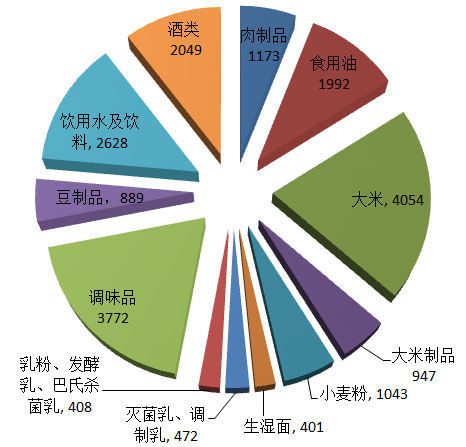 肉制品
1173
食用油
1992
大米, 4054
大米制品
947
小麦粉, 1043
生湿面, 401
灭菌乳、调
制乳, 472
乳粉、发酵
乳、巴氏杀
菌乳, 408
调味品
3772
豆制品，889
饮用水及饮
料, 2628
酒类
2049